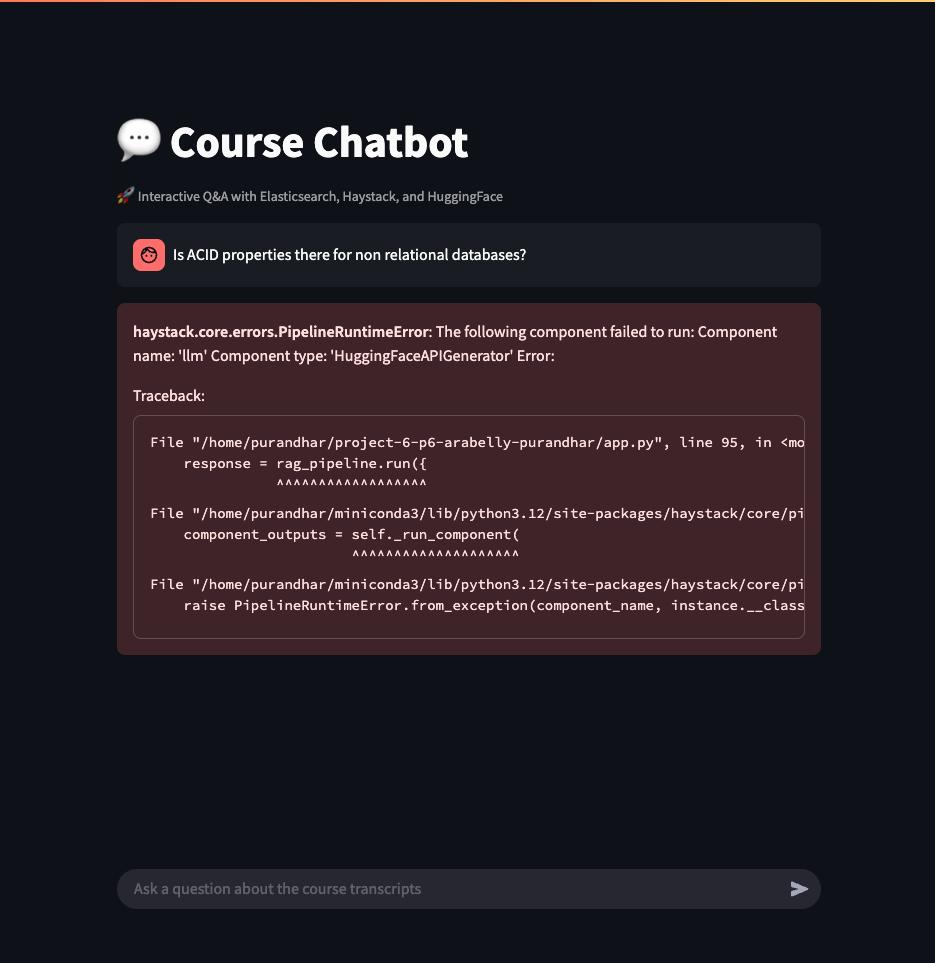 💬 Course Chatbot
🚀 Interactive Q&A with Elasticsearch, Haystack, and HuggingFace
Is ACID properties there for non relational databases?
haystack.core.errors.PipelineRuntimeError: The following component failed to run: Component
name: 'llm' Component type: 'HuggingFaceAPIGenerator' Error:
Traceback:
File "/home/purandhar/project-6-p6-arabelly-purandhar/app.py", line 95, in <mo
response = rag_pipeline.run({
^^^^^^^^^^^^^^^^^^
File "/home/purandhar/miniconda3/lib/python3.12/site-packages/haystack/core/pi
component_outputs = self._run_component(
^^^^^^^^^^^^^^^^^^^^
File "/home/purandhar/miniconda3/lib/python3.12/site-packages/haystack/core/pi
raise PipelineRuntimeError.from_exception(component_name, instance.__class
Ask a question about the course transcripts